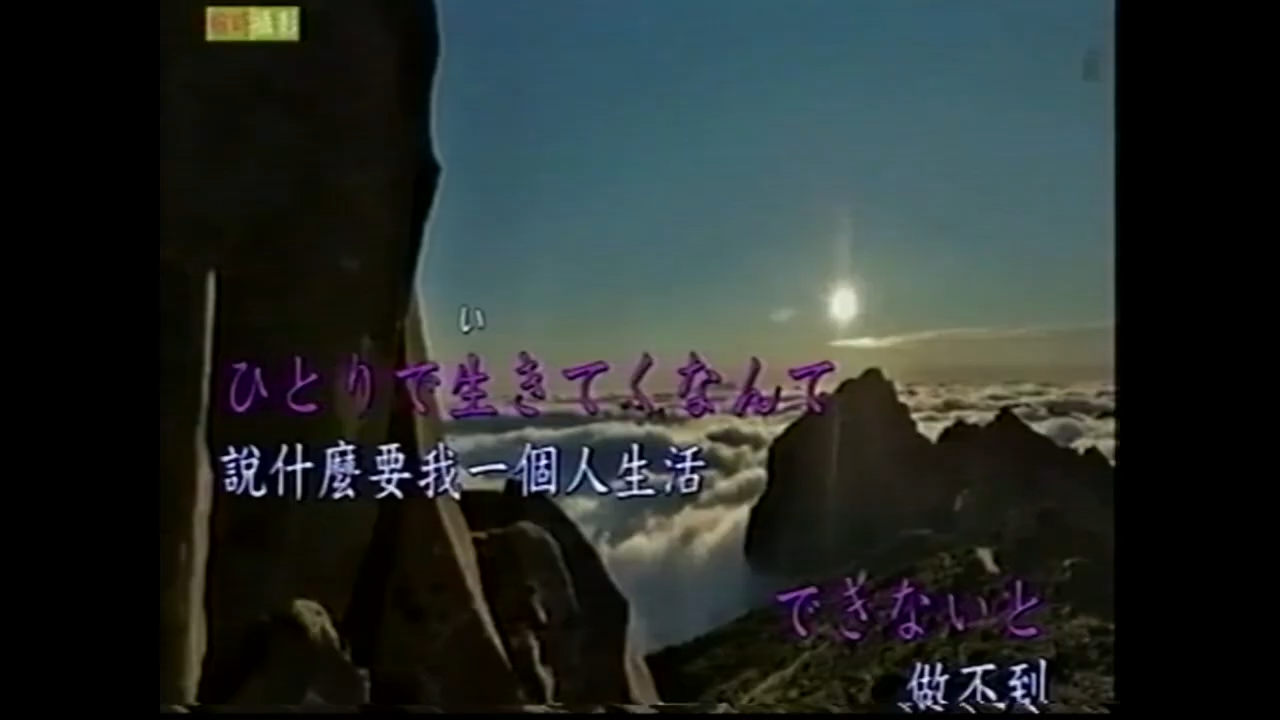 い
ひとりで生きてくなんて
說什麼要我一個人生活
できないと
做不到